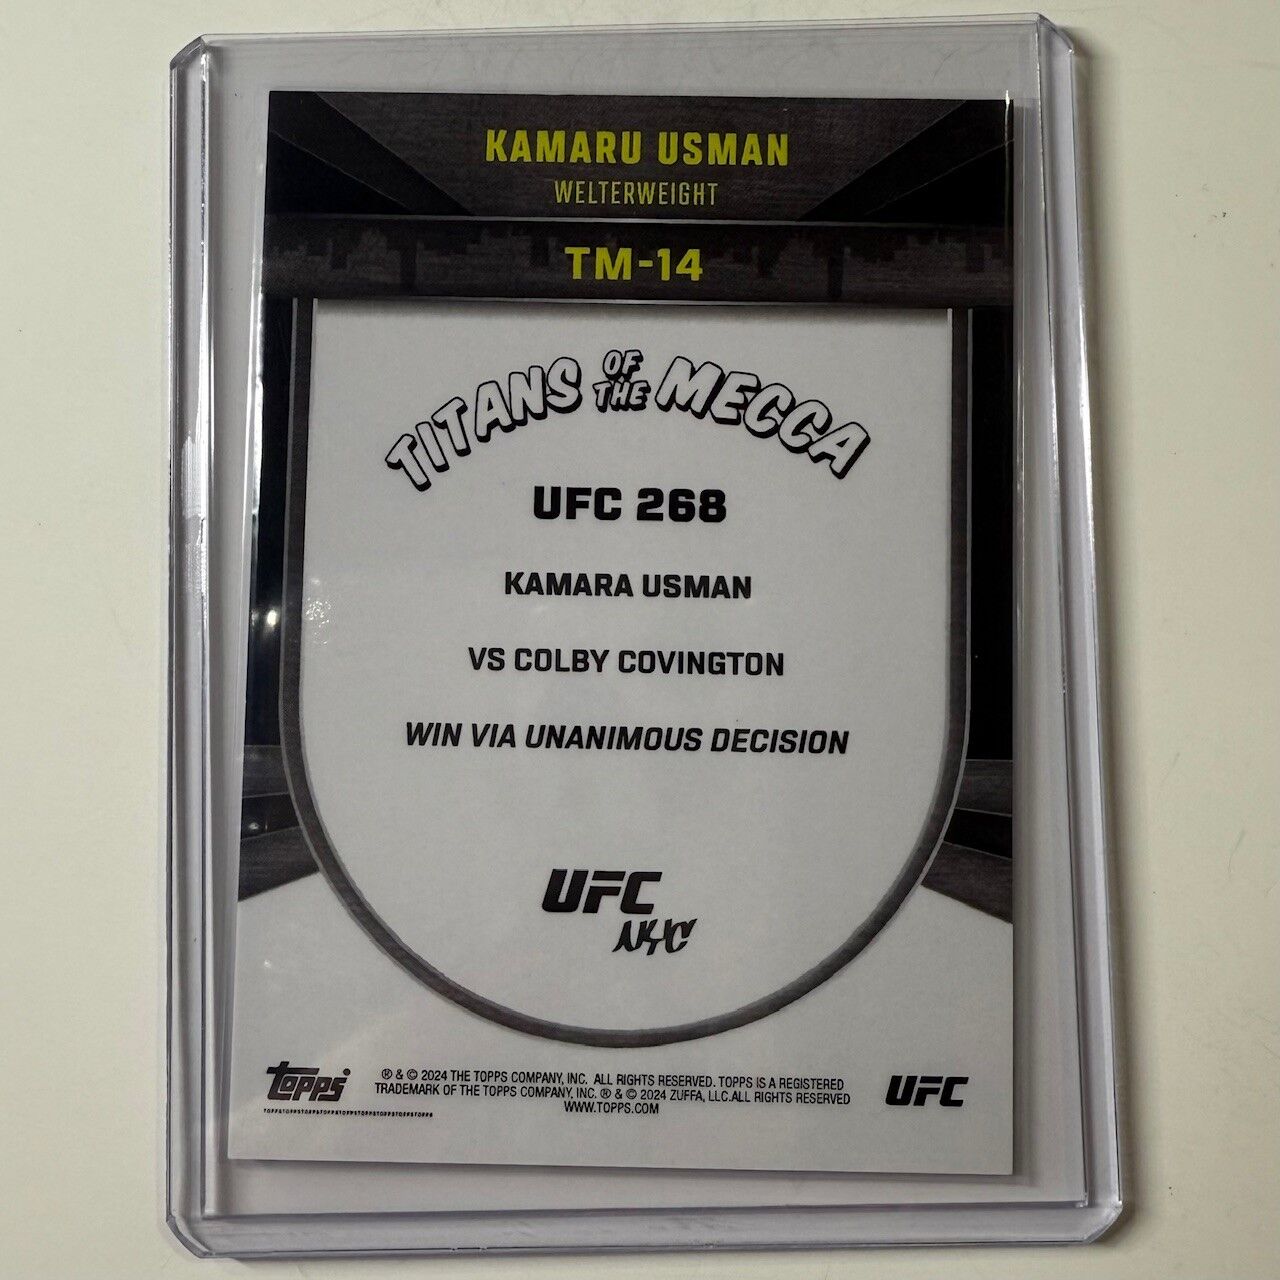 KAMARU USMAN
WELTERWEIGHT
TM-14
TITANS OF THE MECCA
UFC 268
KAMARA USMAN
VS COLBY COVINGTON
WIN VIA UNANIMOUS DECISION
UFC
NYC
topps
® & © 2024 THE TOPPS COMPANY, INC. ALL RIGHTS RESERVED. TOPPS IS A REGISTERED
TRADEMARK OF THE TOPPS COMPANY, INC. ® & © 2024 ZUFFA, LLC.ALL RIGHTS RESERVED
WWW.TOPPS.COM
UFC